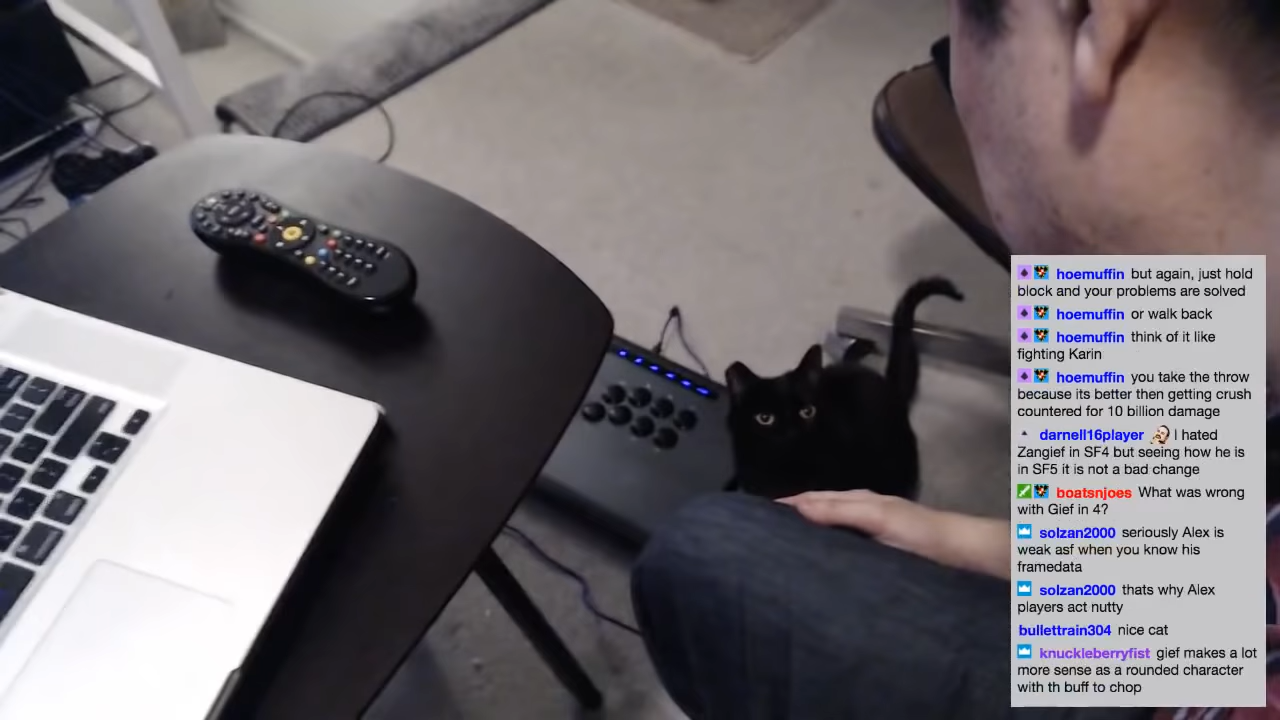 hoemuffin but again, just hold
block and your problems are solved
hoemuffin or walk back
hoemuffin think of it like
fighting Karin
hoemuffin you take the throw
because its better then getting crush
countered for 10 billion damage
darnell16player I hated
Zangief in SF4 but seeing how he is
in SF5 it is not a bad change
boatsnjoes What was wrong
with Gief in 4?
solzan2000 seriously Alex is
weak asf when you know his
framedata
solzan2000 thats why Alex
players act nutty
bullettrain304 nice cat
knuckleberryfist gief makes a lot
more sense as a rounded character
with th buff to chop